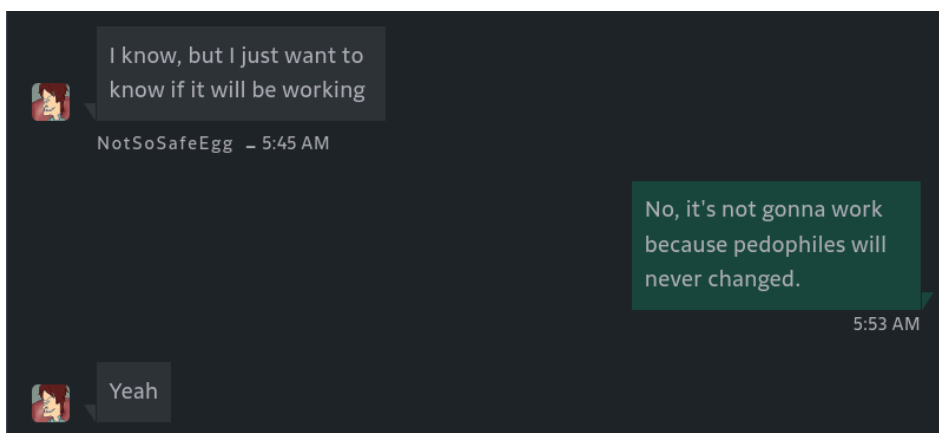 I know, but I just want to
know if it will be working
NotSoSafeEgg – 5:45 AM
No, it's not gonna work
because pedophiles will
never changed.
5:53 AM
Yeah